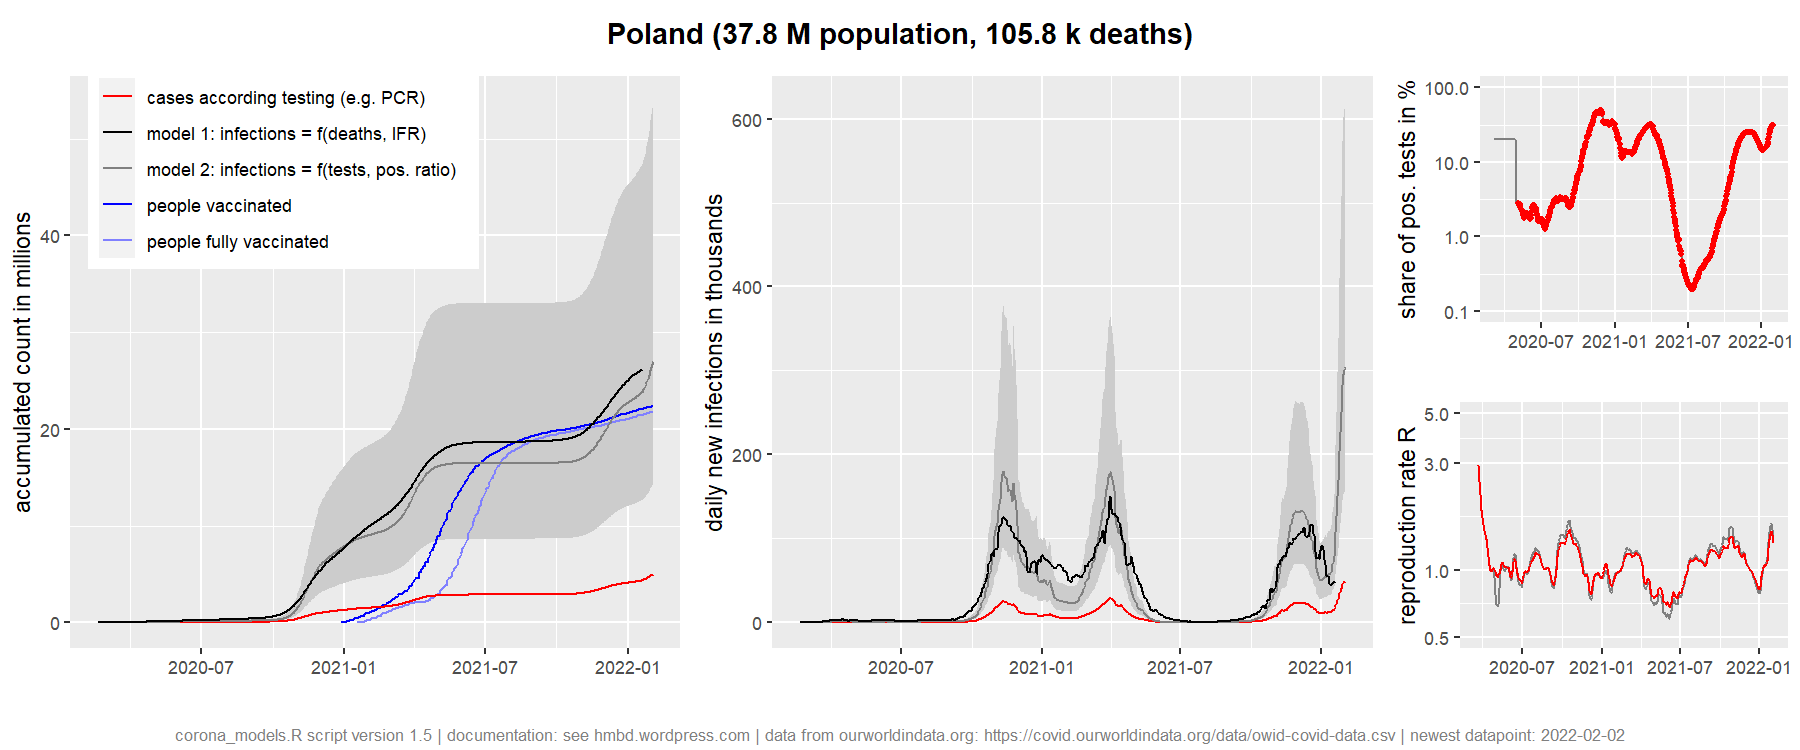 Poland (37.8 M population, 105.8 k deaths)
cases according testing (e.g. PCR)
model 1: infections = f(deaths, IFR)
model 2: infections = f(tests, pos. ratio)
people vaccinated
people fully vaccinated
accumulated count in millions
40
20
0
2020-07 2021-01 2021-07 2022-01
daily new infections in thousands
600
400
200
0
2020-07 2021-01 2021-07 2022-01
share of pos. tests in %
100.0
10.0
1.0
0.1
2020-07 2021-01 2021-07 2022-01
reproduction rate R
5.0
3.0
1.0
0.5
2020-07 2021-01 2021-07 2022-01
corona_models.R script version 1.5 | documentation: see hmbd.wordpress.com | data from ourworldindata.org: https://covid.ourworldindata.org/data/owid-covid-data.csv | newest datapoint: 2022-02-02